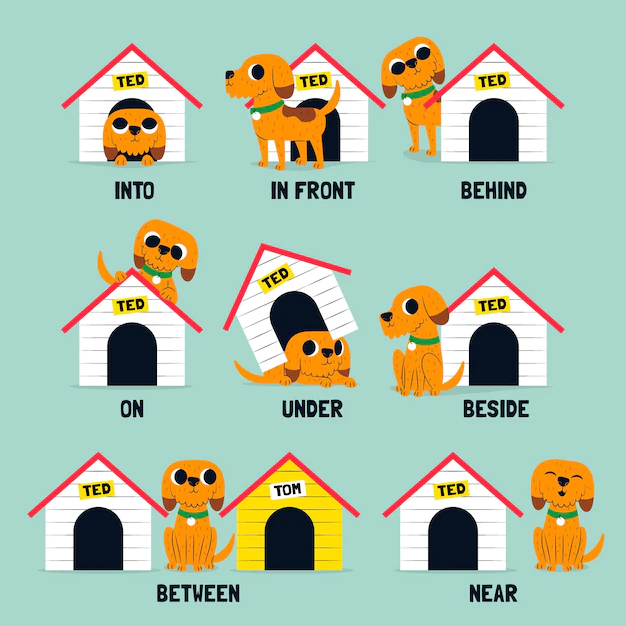 TED
TED
TED
INTO
IN FRONT
BEHIND
TED
TED
TED
ON
UNDER
BESIDE
TED
TOM
TED
BETWEEN
NEAR